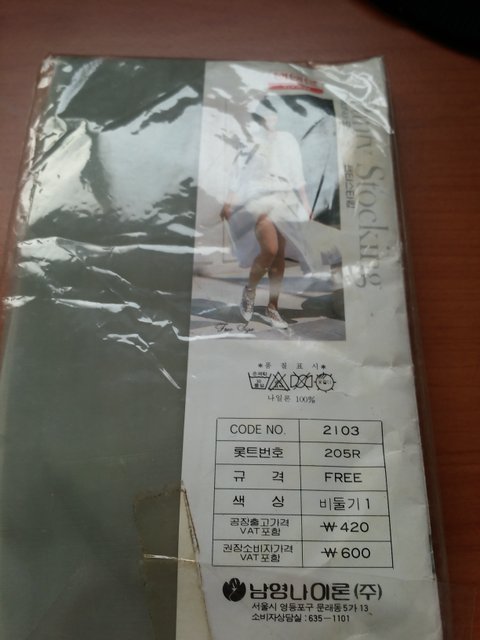 Stocking
Free Size
*품 질 표 시*
나일론 100%
CODE NO. 2103
롯트번호 205R
규 격 FREE
색 상 비둘기 1
공장출고가격 VAT포함 ₩420
권장소비자가격 VAT포함 ₩600
남영나이론(주)
서울시 영등포구 문래동5가 13
소비자상담실 : 635-1101